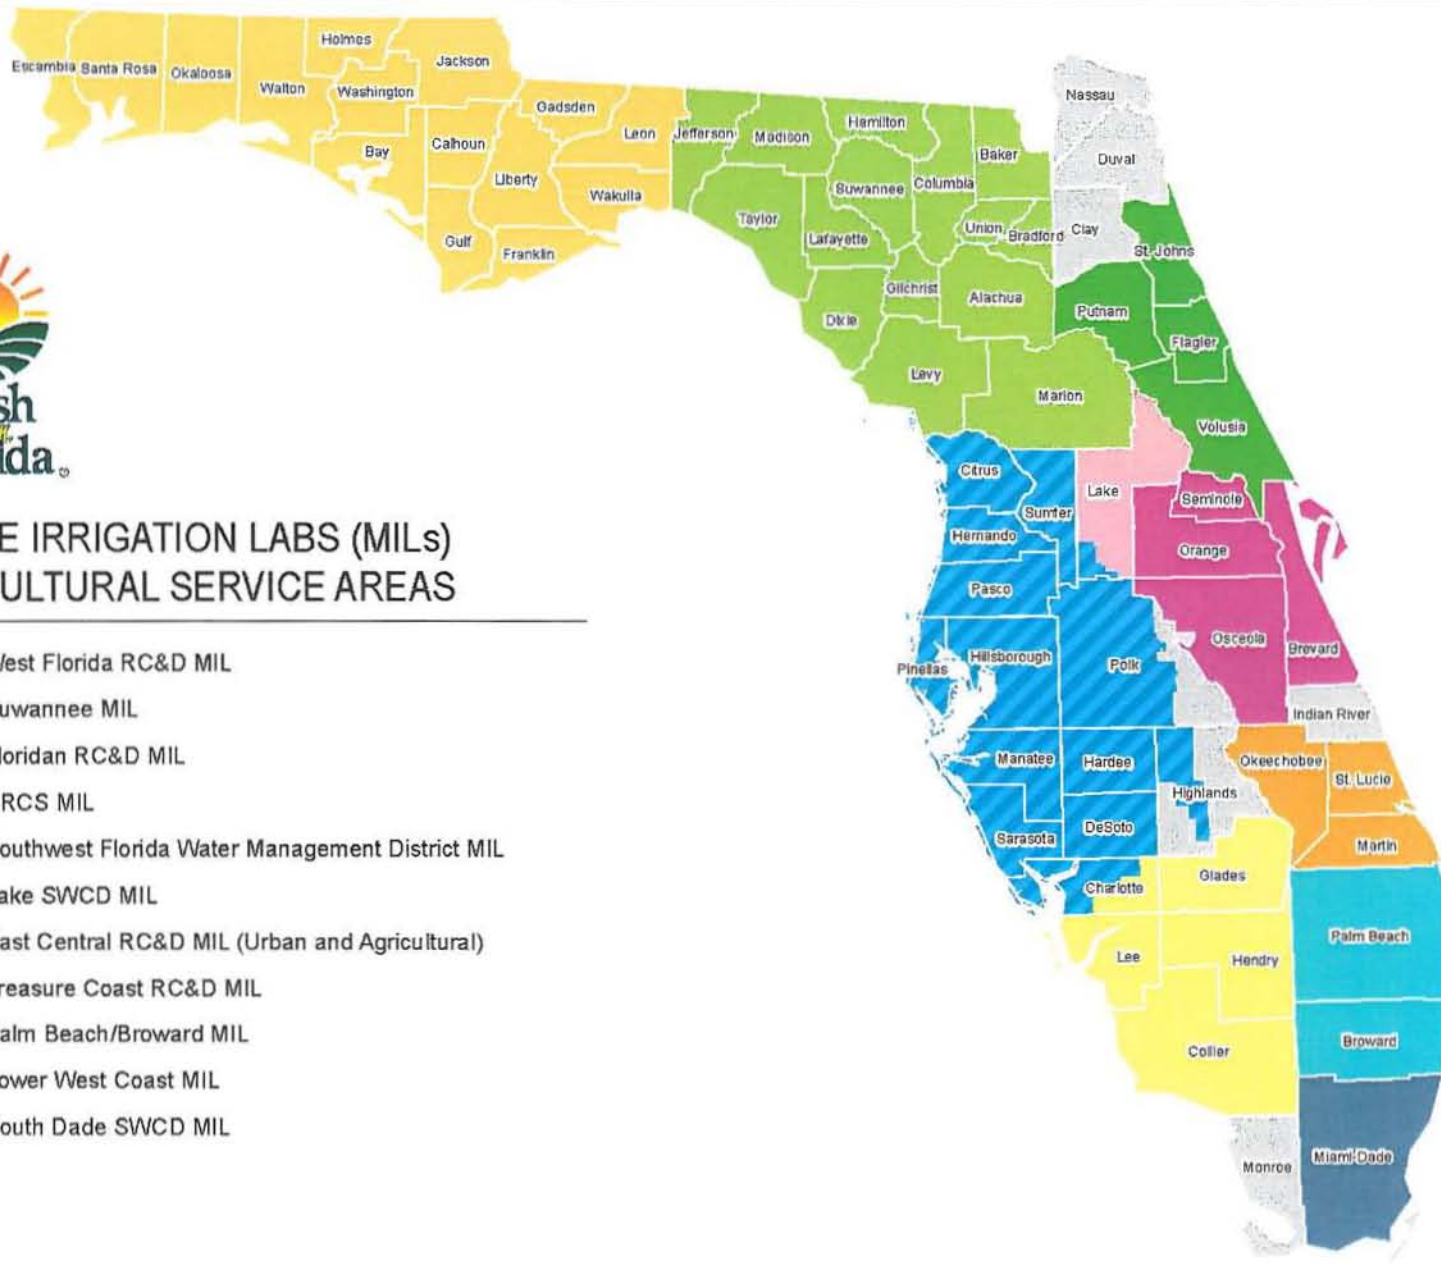 Holmes
Jackson
Escambia
Santa Rosa
Okaloosa
Walton
Washington
Gadsden
Leon
Bay
Calhoun
Liberty
Wakulla
Gulf
Franklin
Jefferson
Madison
Hamilton
Baker
Suwannee
Columbia
Taylor
Lafayette
Union
Bradford
Nassau
Duval
Clay
St. Johns
Gilchrist
Alachua
Dixie
Putnam
Flagler
Levy
Marion
Volusia
sh
da
E IRRIGATION LABS (MILs)
ULTURAL SERVICE AREAS
est Florida RC&D MIL
uwannee MIL
loridan RC&D MIL
RCS MIL
outhwest Florida Water Management District MIL
ake SWCD MIL
ast Central RC&D MIL (Urban and Agricultural)
reasure Coast RC&D MIL
alm Beach/Broward MIL
ower West Coast MIL
outh Dade SWCD MIL
Citrus
Sumter
Lake
Seminole
Hernando
Orange
Pasco
Pinellas
Hillsborough
Polk
Osceola
Brevard
Indian River
Manatee
Hardee
Okeechobee
St. Lucie
Highlands
Sarasota
DeSoto
Martin
Charlotte
Glades
Lee
Hendry
Palm Beach
Collier
Broward
Monroe
Miami-Dade